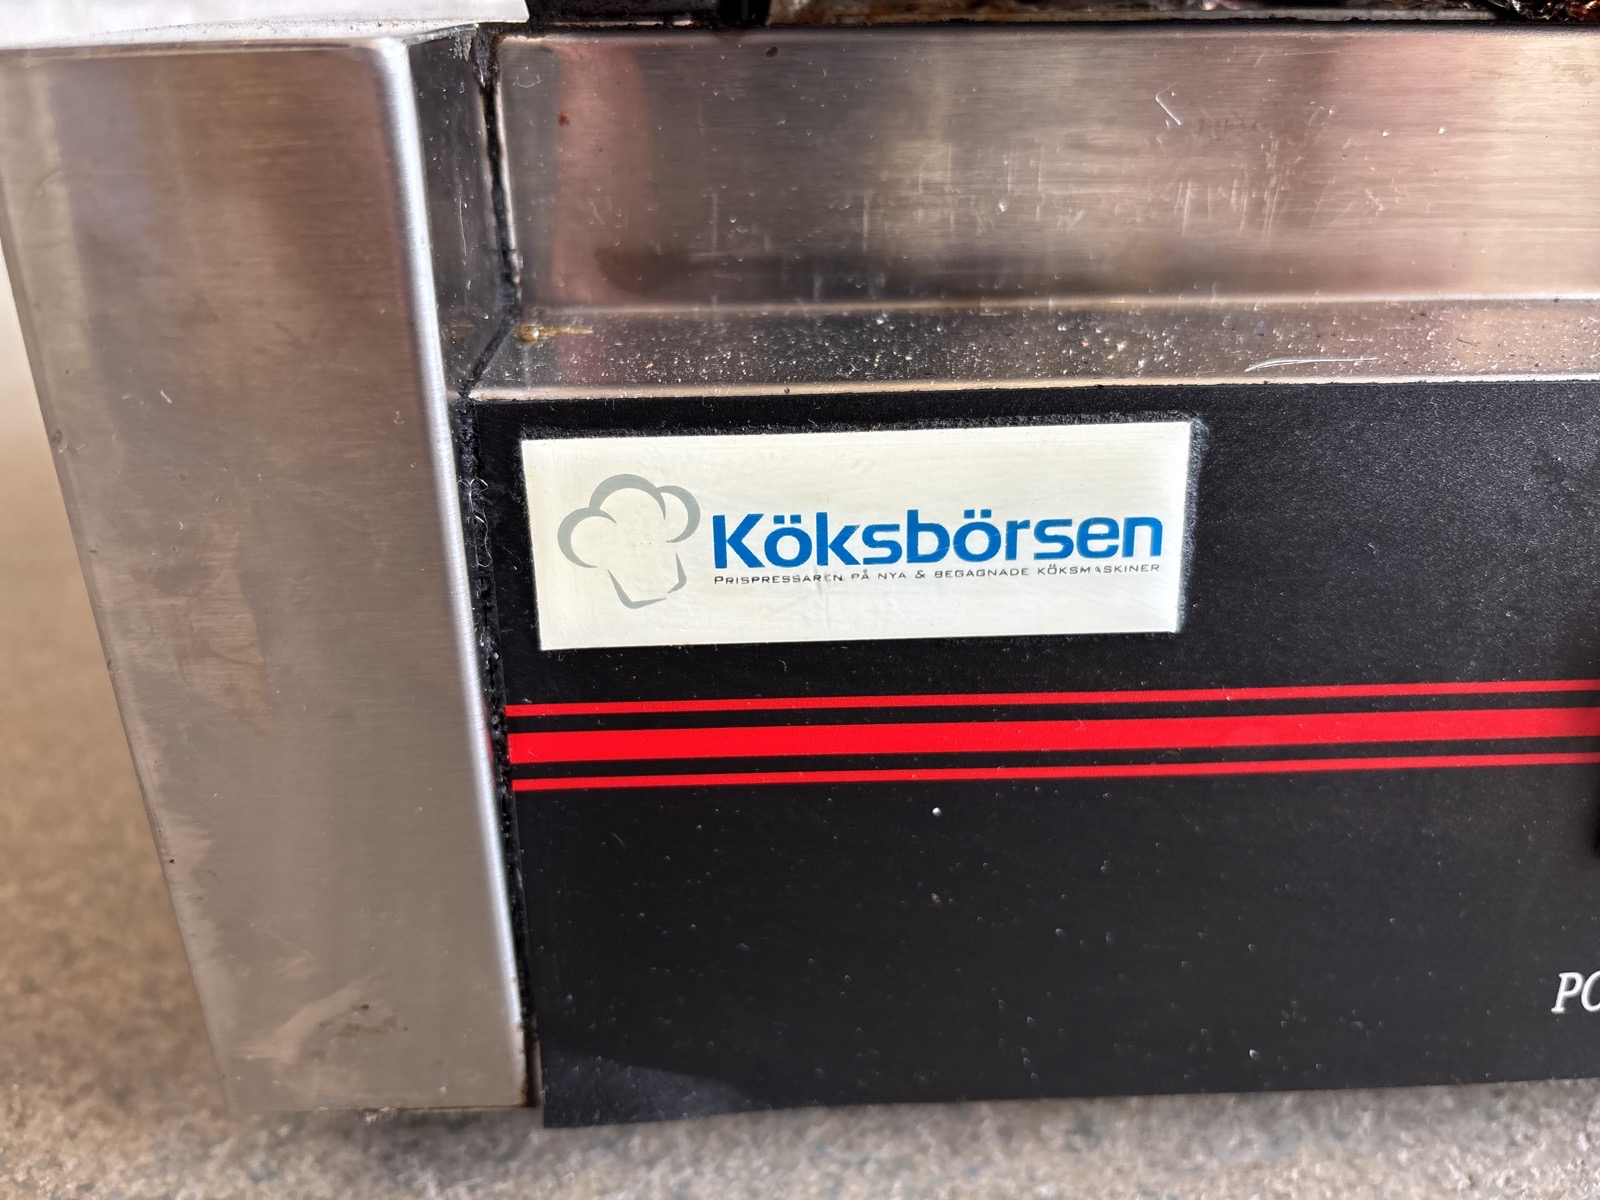 Köksbörsen
PRISPRESSAREN PÅ NYA & BEGAGNADE KÖKSMASKINER